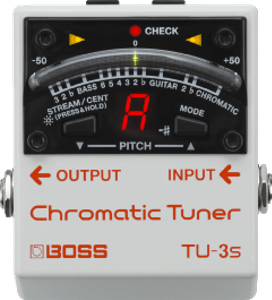 CHECK
-50 0 +50
3 2 ♭ BASS 6 5 4 3 2 ♭ GUITAR 2 ♭ CHROMATIC
STREAM/CENT
(PRESS&HOLD)
MODE
A
-#
▼ PITCH ▲
← OUTPUT INPUT ←
Chromatic Tuner
BOSS TU-3s